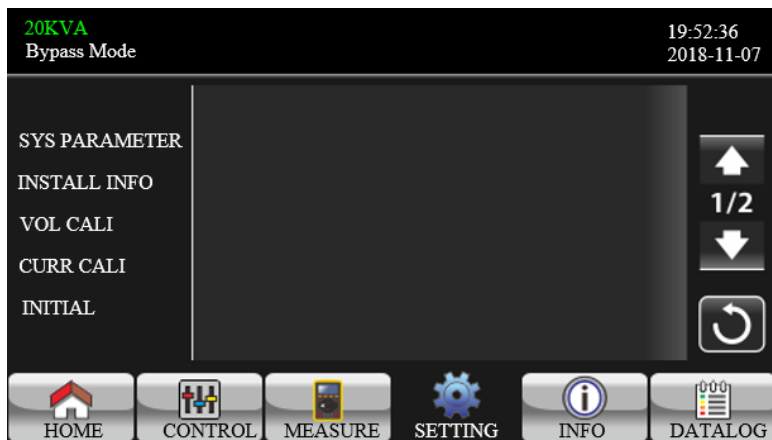 20KVA
Bypass Mode
19:52:36
2018-11-07
SYS PARAMETER
INSTALL INFO
VOL CALI
CURR CALI
INITIAL
1/2
HOME
CONTROL
MEASURE
SETTING
INFO
DATALOG